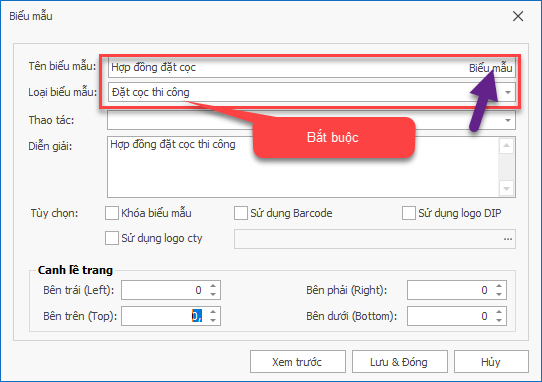 Biểu mẫu
Tên biểu mẫu: Hợp đồng đặt cọc Biểu mẫu
Loại biểu mẫu: Đặt cọc thi công
Thao tác:
Bắt buộc
Diễn giải: Hợp đồng đặt cọc thi công
Tùy chọn: Khóa biểu mẫu Sử dụng Barcode Sử dụng logo DIP
Sử dụng logo cty ...
Canh lề trang
Bên trái (Left): 0 Bên phải (Right): 0
Bên trên (Top): 0, Bên dưới (Bottom): 0
Xem trước Lưu & Đóng Hủy